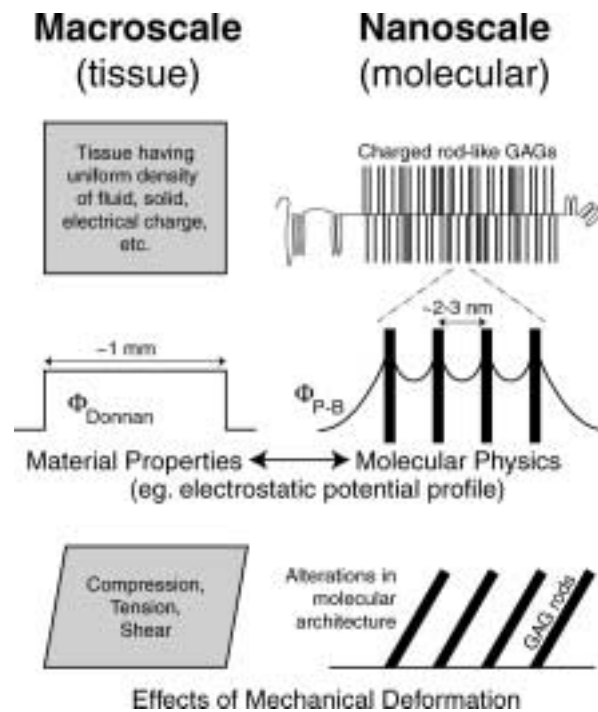 Macroscale
(tissue)
Nanoscale
(molecular)
Tissue having
uniform density
of fluid, solid,
electrical charge,
etc.
Charged rod-like GAGs
~2-3 nm
~1 mm
ΦDonnan
ΦP-B
Material Properties
Molecular Physics
(eg. electrostatic potential profile)
Compression,
Tension,
Shear
Alterations in
molecular
architecture
GAG rods
Effects of Mechanical Deformation